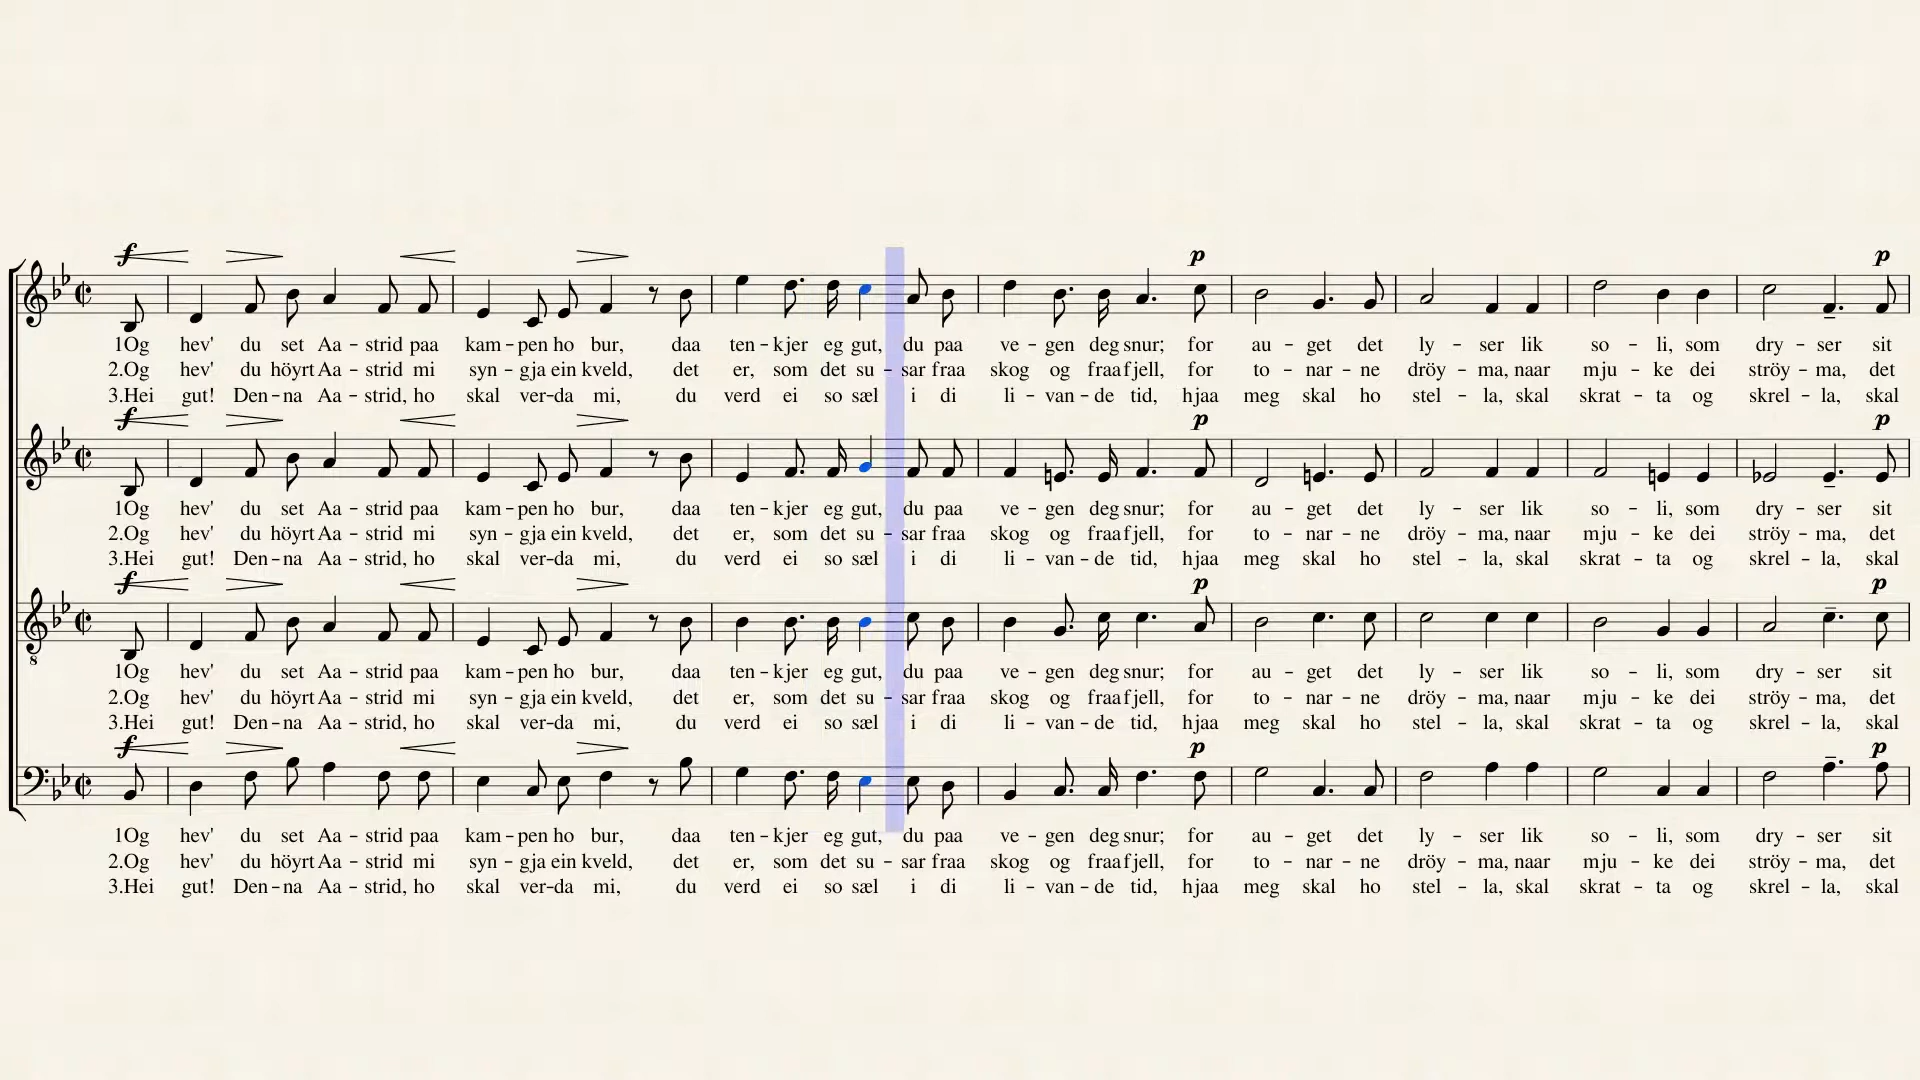 f p p
1Og hev' du set Aa – strid paa kam – pen ho bur, daa ten – kjer eg gut, du paa ve – gen deg snur; for au – get det ly – ser lik so – li, som dry – ser sit
2.Og hev' du höyrt Aa – strid mi syn – gja ein kveld, det er, som det su – sar fraa skog og fraa fjell, for to – nar – ne dröy – ma, naar mju – ke dei ströy – ma, det
3.Hei gut! Den – na Aa – strid, ho skal ver – da mi, du verd ei so sæl i di li – van – de tid, hjaa meg skal ho stel – la, skal skrat – ta og skrel – la, skal
f p p
1Og hev' du set Aa – strid paa kam – pen ho bur, daa ten – kjer eg gut, du paa ve – gen deg snur; for au – get det ly – ser lik so – li, som dry – ser sit
2.Og hev' du höyrt Aa – strid mi syn – gja ein kveld, det er, som det su – sar fraa skog og fraa fjell, for to – nar – ne dröy – ma, naar mju – ke dei ströy – ma, det
3.Hei gut! Den – na Aa – strid, ho skal ver – da mi, du verd ei so sæl i di li – van – de tid, hjaa meg skal ho stel – la, skal skrat – ta og skrel – la, skal
f p p
8
1Og hev' du set Aa – strid paa kam – pen ho bur, daa ten – kjer eg gut, du paa ve – gen deg snur; for au – get det ly – ser lik so – li, som dry – ser sit
2.Og hev' du höyrt Aa – strid mi syn – gja ein kveld, det er, som det su – sar fraa skog og fraa fjell, for to – nar – ne dröy – ma, naar mju – ke dei ströy – ma, det
3.Hei gut! Den – na Aa – strid, ho skal ver – da mi, du verd ei so sæl i di li – van – de tid, hjaa meg skal ho stel – la, skal skrat – ta og skrel – la, skal
f p p
1Og hev' du set Aa – strid paa kam – pen ho bur, daa ten – kjer eg gut, du paa ve – gen deg snur; for au – get det ly – ser lik so – li, som dry – ser sit
2.Og hev' du höyrt Aa – strid mi syn – gja ein kveld, det er, som det su – sar fraa skog og fraa fjell, for to – nar – ne dröy – ma, naar mju – ke dei ströy – ma, det
3.Hei gut! Den – na Aa – strid, ho skal ver – da mi, du verd ei so sæl i di li – van – de tid, hjaa meg skal ho stel – la, skal skrat – ta og skrel – la, skal